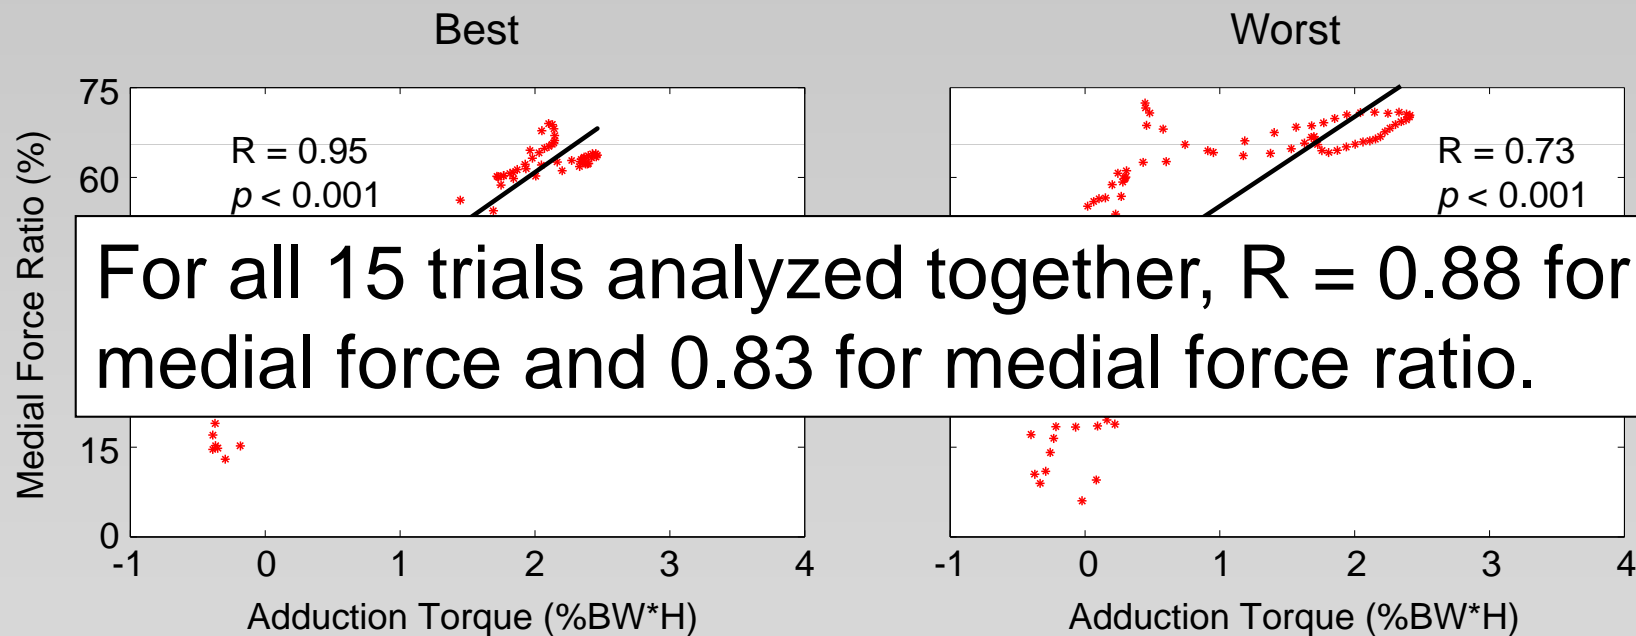 Best
Worst
75
60
15
0
Medial Force Ratio (%)
R = 0.95
p < 0.001
R = 0.73
p < 0.001
For all 15 trials analyzed together, R = 0.88 for
medial force and 0.83 for medial force ratio.
-1 0 1 2 3 4
-1 0 1 2 3 4
Adduction Torque (%BW*H)
Adduction Torque (%BW*H)